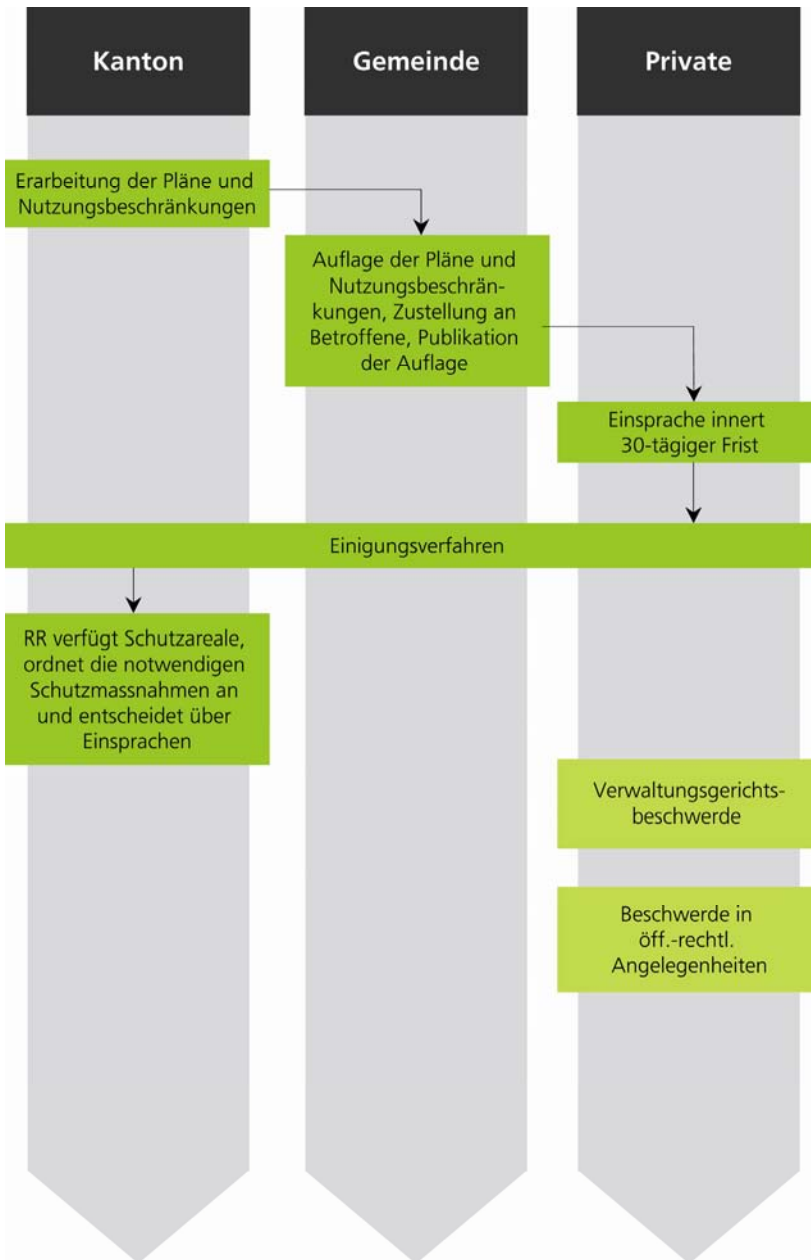 Kanton
Gemeinde
Private
Erarbeitung der Pläne und
Nutzungsbeschränkungen
Auflage der Pläne und
Nutzungsbeschrän-
kungen, Zustellung an
Betroffene, Publikation
der Auflage
Einsprache innert
30-tägiger Frist
Einigungsverfahren
RR verfügt Schutzareale,
ordnet die notwendigen
Schutzmassnahmen an
und entscheidet über
Einsprachen
Verwaltungsgerichts-
beschwerde
Beschwerde in
öff.-rechtl.
Angelegenheiten